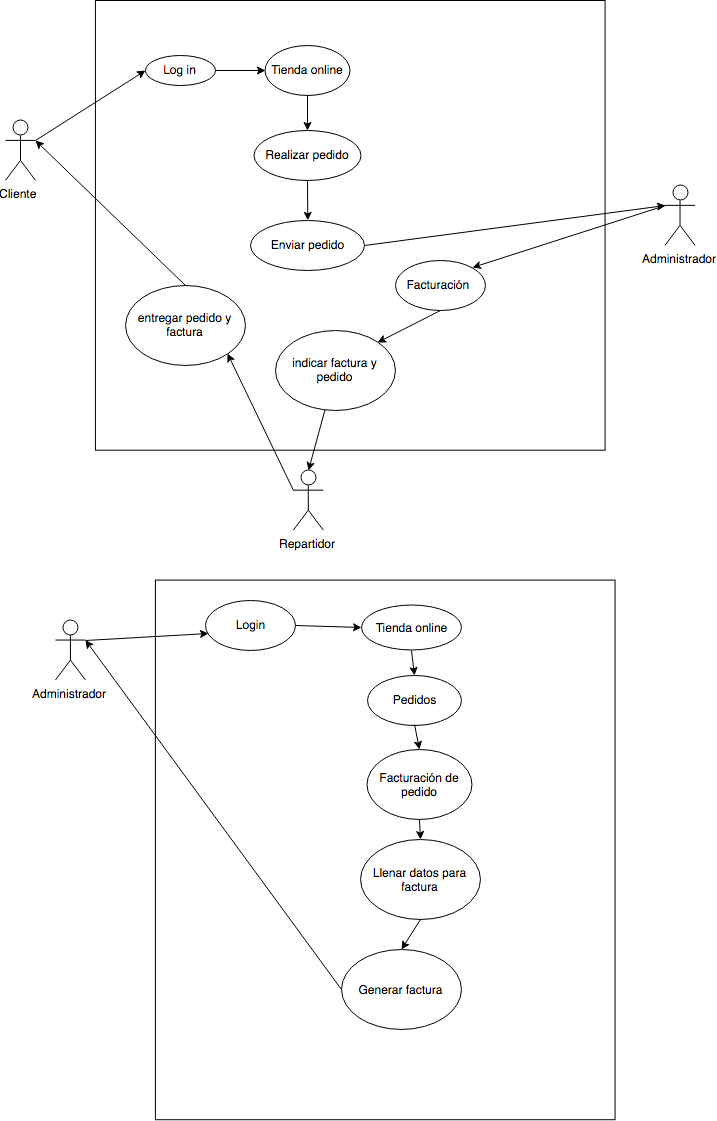 Log in
Tienda online
Cliente
Realizar pedido
Enviar pedido
Administrador
Facturación
entregar pedido y
factura
indicar factura y
pedido
Repartidor
Login
Tienda online
Administrador
Pedidos
Facturación de
pedido
Llenar datos para
factura
Generar factura